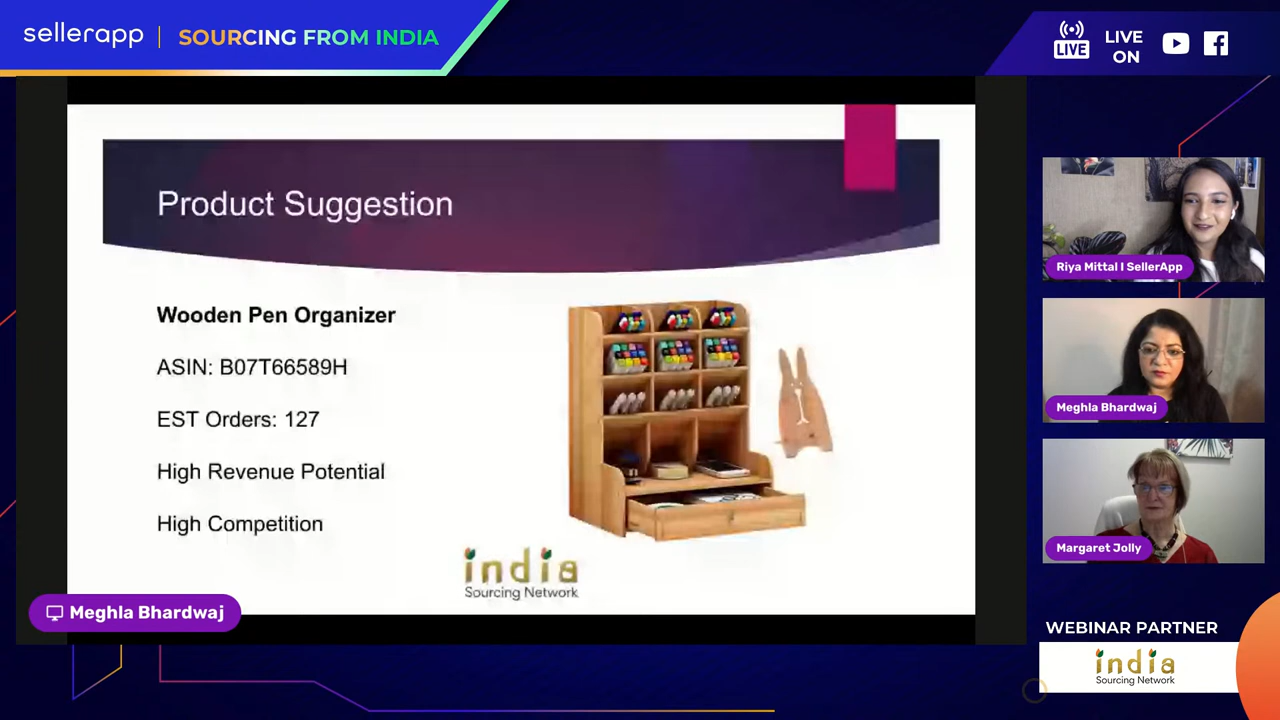 sellerapp
SOURCING FROM INDIA
LIVE
LIVE
ON
Product Suggestion
Wooden Pen Organizer
ASIN: B07T66589H
EST Orders: 127
High Revenue Potential
High Competition
india
Sourcing Network
Meghla Bhardwaj
Riya Mittal I SellerApp
Meghla Bhardwaj
Margaret Jolly
WEBINAR PARTNER
india
Sourcing Network